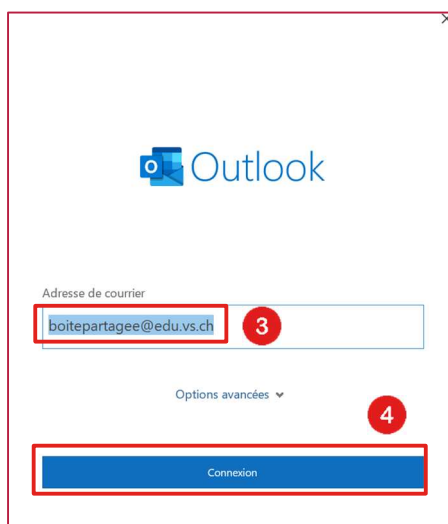 Outlook
Adresse de courrier
boitepartagee@edu.vs.ch
3
Options avancées
4
Connexion